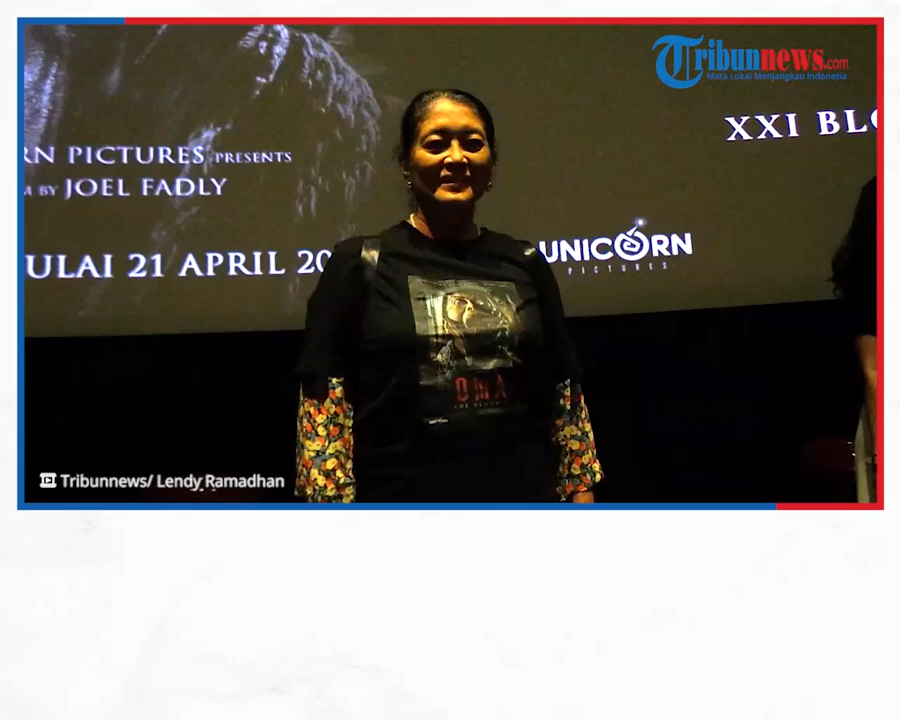 Tribunnews.com
Mata Lokal Menjangkau Indonesia
XXI BLO
RN PICTURES PRESENTS
M BY JOEL FADLY
ULAI 21 APRIL 20
UNICORN
PICTURES
OMA
Tribunnews/ Lendy Ramadhan